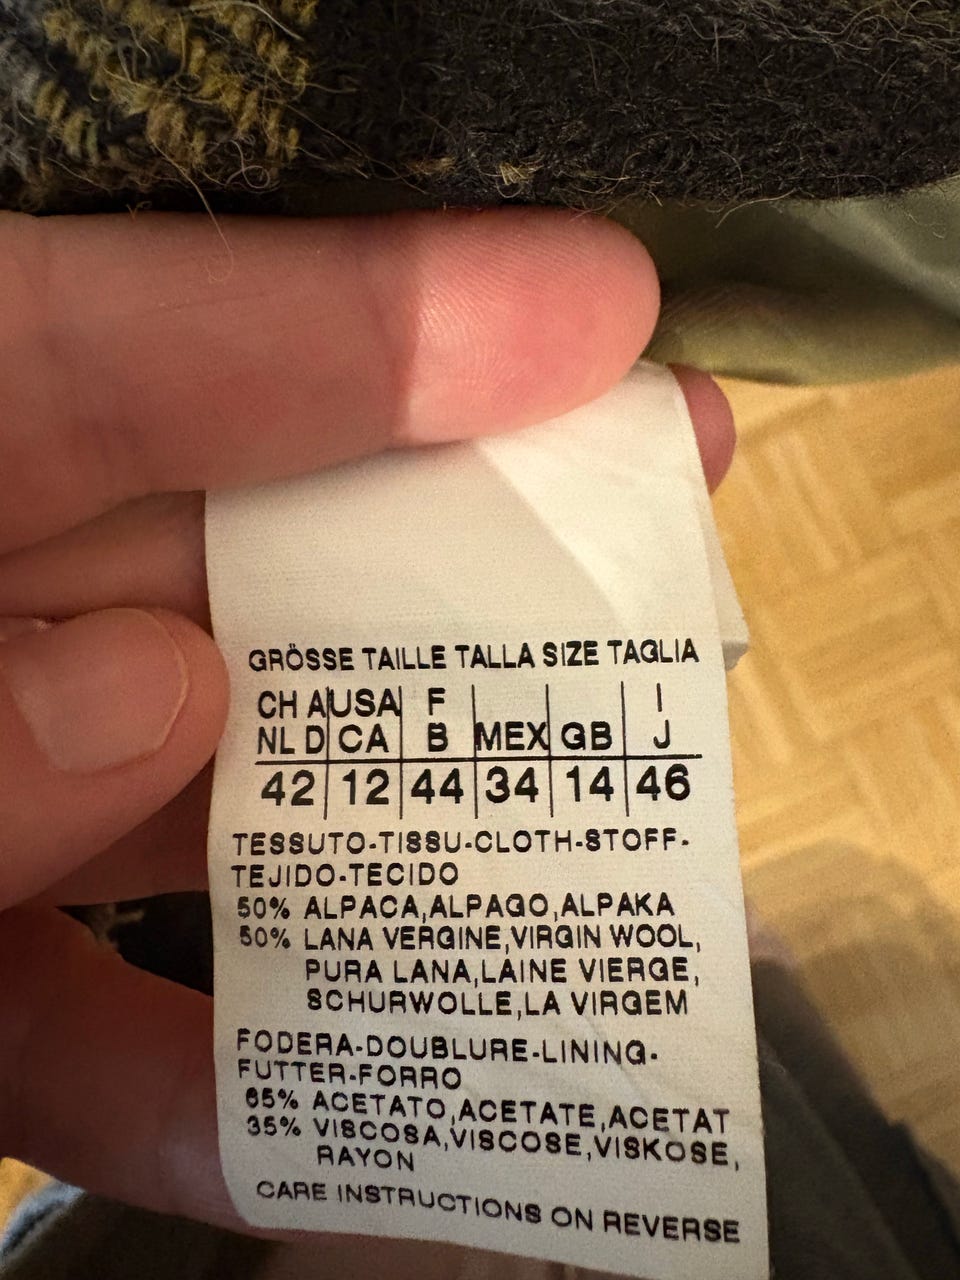 GRÖSSE TAILLE TALLA SIZE TAGLIA
CH A USA F I
NL D CA B MEX GB J
42 12 44 34 14 46
TESSUTO-TISSU-CLOTH-STOFF-
TEJIDO-TECIDO
50% ALPACA,ALPAGO,ALPAKA
50% LANA VERGINE,VIRGIN WOOL,
PURA LANA,LAINE VIERGE,
SCHURWOLLE,LA VIRGEM
FODERA-DOUBLURE-LINING-
FUTTER-FORRO
65% ACETATO,ACETATE,ACETAT
35% VISCOSA,VISCOSE,VISKOSE,
RAYON
CARE INSTRUCTIONS ON REVERSE